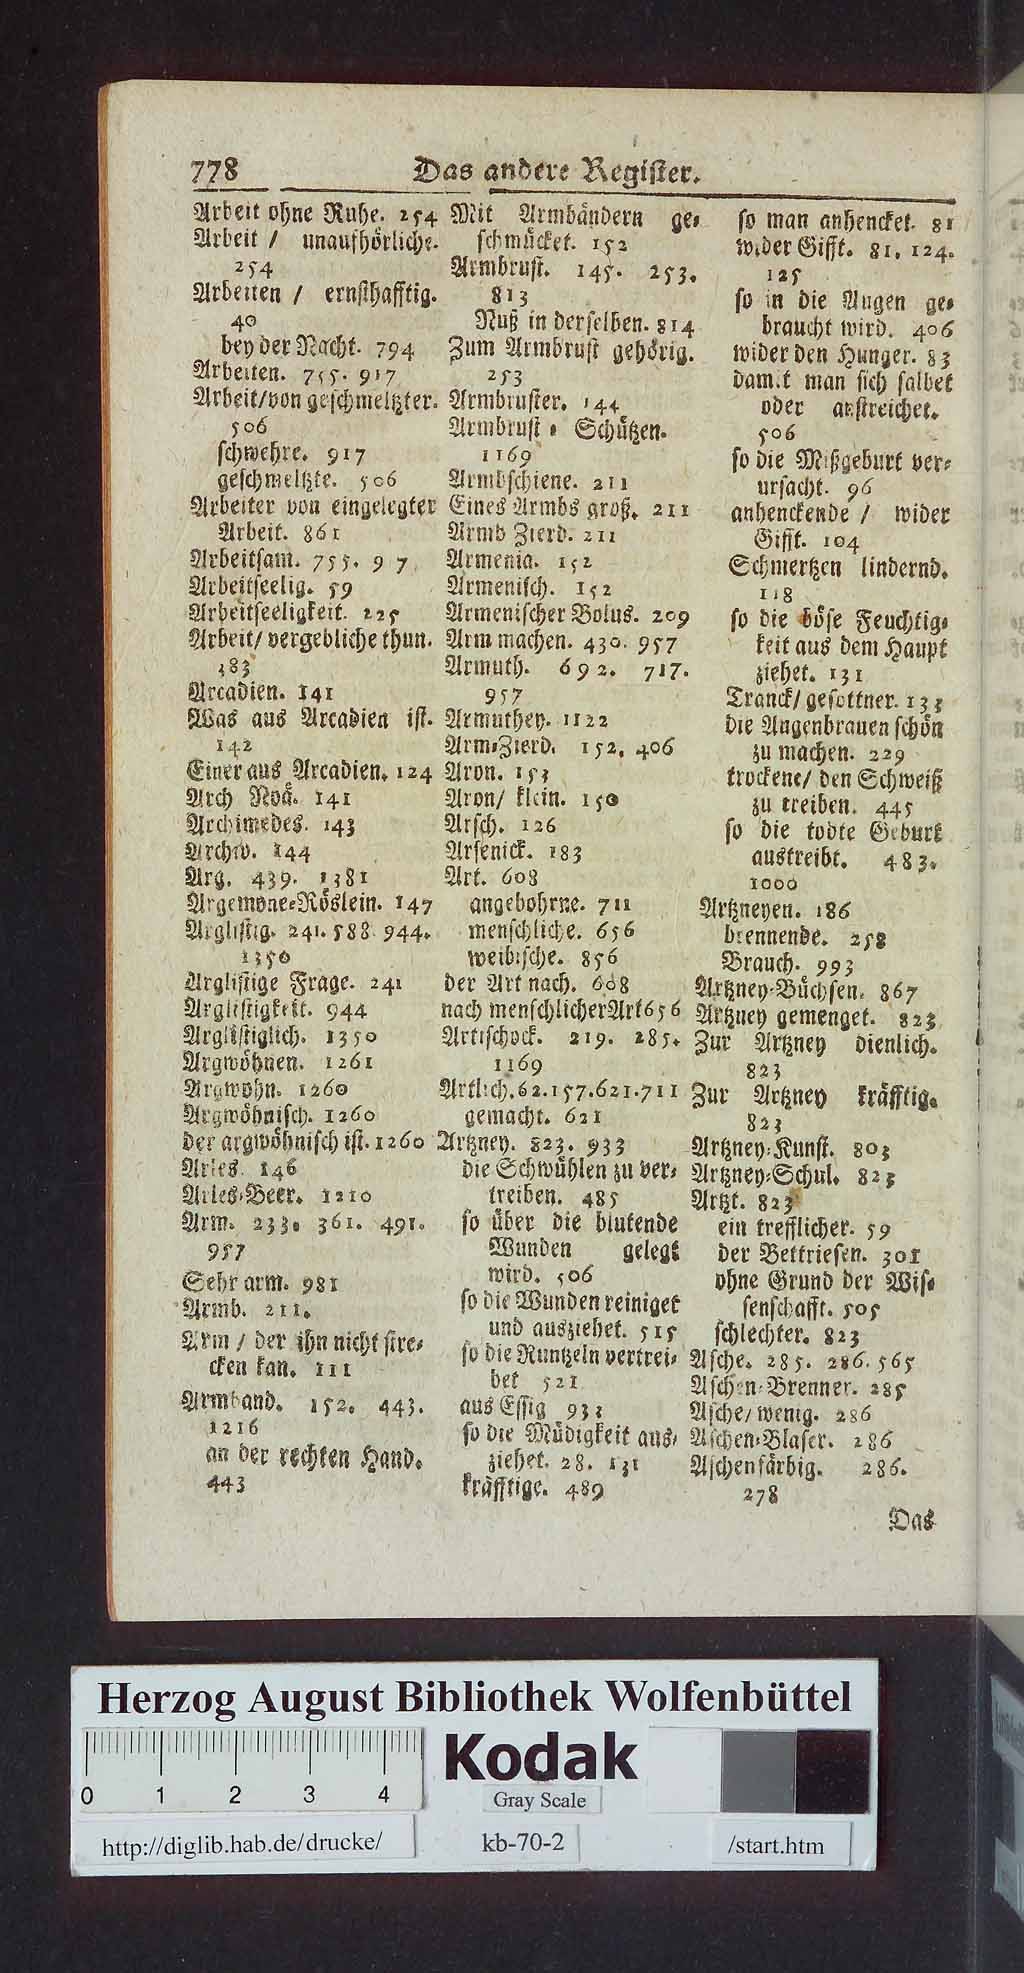 778 Das andere Register.
Arbeit ohne Ruhe. 254
Arbeit / unaufhörliche.
254
Arbeiten / ernsthafftig.
40
bey der Nacht. 794
Arbeiten. 755. 917
Arbeit/von geschmeltzter.
506
schwehre. 917
geschmeltzte. 506
Arbeiter von eingelegter
Arbeit. 861
Arbeitsam. 755. 9 7
Arbeitseelig. 59
Arbeitseeligkeit. 225
Arbeit/ vergebliche thun.
383
Arcadien. 141
Was aus Arcadien ist.
142
Einer aus Arcadien. 124
Arch Noä. 141
Archimedes. 143
Archiv. 144
Arg. 439. 1381
Argemone-Röslein. 147
Arglistig. 241. 588 944.
1350
Arglistige Frage. 241
Arglistigkeit. 944
Arglistiglich. 1350
Argwöhnen. 1261
Argwohn. 1260
Argwöhnisch. 1260
der argwöhnisch ist. 1260
Arles. 146
Arles-Beer. 1210
Arm. 233. 361. 491.
957
Sehr arm. 981
Armb. 211.
Arm / der ihn nicht stre-
cken kan. 111
Armband. 152. 443.
1216
an der rechten Hand.
443
Mit Armbändern ge-
schmücket. 152
Armbrust. 145. 253.
813
Nuß in derselben. 814
Zum Armbrust gehörig.
253
Armbruster. 144
Armbrust - Schützen.
1169
Armbschiene. 211
Eines Armbs groß. 211
Armb Zierd. 211
Armenia. 152
Armenisch. 152
Armenischer Bolus. 209
Arm machen. 430. 957
Armuth. 692. 717.
957
Armuthey. 1122
Arm-Zierd. 152. 406
Aron. 153
Aron/ klein. 150
Arsch. 126
Arsenick. 183
Art. 608
angebohrne. 711
menschliche. 656
weibische. 856
der Art nach. 608
nach menschlicher Art 656
Artischock. 219. 285.
1169
Artlich. 62. 157. 621. 711
gemacht. 621
Artzney. 823. 933
die Schwühlen zu ver-
treiben. 485
so über die blutende
Wunden gelegt
wird. 506
so die Wunden reiniget
und ausziehet. 515
so die Runtzeln vertrei-
bet 521
aus Essig 933
so die Müdigkeit aus-
ziehet. 28. 131
kräfftige. 489
so man anhencket. 81
wider Gifft. 81. 124.
125
so in die Augen ge-
braucht wird. 406
wider den Hunger. 83
damit man sich salbet
oder anstreichet.
506
so die Mißgeburt ver-
ursacht. 96
anhenckende / wider
Gifft. 104
Schmertzen lindernd.
118
so die böse Feuchtig-
keit aus dem Haupt
ziehet. 131
Tranck/ gesottner. 133
die Augenbrauen schön
zu machen. 229
trockene/ den Schweiß
zu treiben. 445
so die todte Geburt
austreibt. 483.
1000
Artzneyen. 186
brennende. 258
Brauch. 993
Artzney-Büchsen. 867
Artzney gemenget. 823
Zur Artzney dienlich.
823
Zur Artzney kräfftig.
823
Artzney-Kunst. 803
Artzney-Schul. 823
Artzt. 823
ein trefflicher. 59
der Bettriesen. 301
ohne Grund der Wis-
senschafft. 505
schlechter. 823
Asche. 285. 286. 565
Aschen-Brenner. 285
Asche/ wenig. 286
Aschen-Blaser. 286
Aschenfärbig. 286.
278
Das
Herzog August Bibliothek Wolfenbüttel
0 1 2 3 4
Kodak
Gray Scale
http://diglib.hab.de/drucke/ kb-70-2 /start.htm